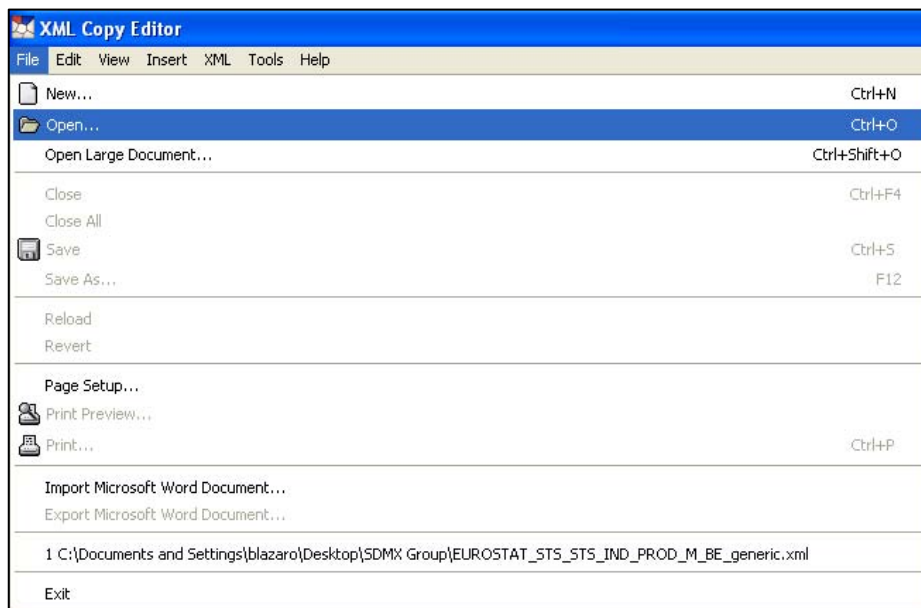 XML Copy Editor
File Edit View Insert XML Tools Help
New... Ctrl+N
Open... Ctrl+O
Open Large Document... Ctrl+Shift+O
Close Ctrl+F4
Close All
Save Ctrl+S
Save As... F12
Reload
Revert
Page Setup...
Print Preview...
Print... Ctrl+P
Import Microsoft Word Document...
Export Microsoft Word Document...
1 C:\Documents and Settings\blazaro\Desktop\SDMX Group\EUROSTAT_STS_STS_IND_PROD_M_BE_generic.xml
Exit